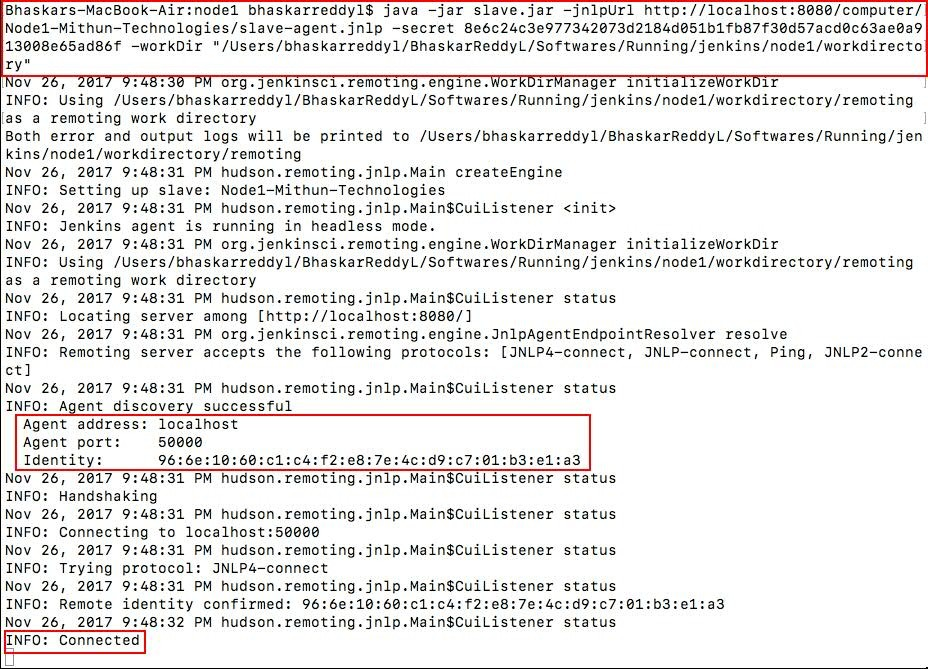 Bhaskars-MacBook-Air:node1 bhaskarreddyl$ java -jar slave.jar -jnlpUrl http://localhost:8080/computer/
Node1-Mithun-Technologies/slave-agent.jnlp -secret 8e6c24c3e977342073d2184d051b1fb87f30d57acd0c63ae0a9
13008e65ad86f -workDir "/Users/bhaskarreddyl/BhaskarReddyL/Softwares/Running/jenkins/node1/workdirecto
ry"
Nov 26, 2017 9:48:30 PM org.jenkinsci.remoting.engine.WorkDirManager initializeWorkDir
INFO: Using /Users/bhaskarreddyl/BhaskarReddyL/Softwares/Running/jenkins/node1/workdirectory/remoting
as a remoting work directory
Both error and output logs will be printed to /Users/bhaskarreddyl/BhaskarReddyL/Softwares/Running/jen
kins/node1/workdirectory/remoting
Nov 26, 2017 9:48:31 PM hudson.remoting.jnlp.Main createEngine
INFO: Setting up slave: Node1-Mithun-Technologies
Nov 26, 2017 9:48:31 PM hudson.remoting.jnlp.Main$CuiListener <init>
INFO: Jenkins agent is running in headless mode.
Nov 26, 2017 9:48:31 PM org.jenkinsci.remoting.engine.WorkDirManager initializeWorkDir
INFO: Using /Users/bhaskarreddyl/BhaskarReddyL/Softwares/Running/jenkins/node1/workdirectory/remoting
as a remoting work directory
Nov 26, 2017 9:48:31 PM hudson.remoting.jnlp.Main$CuiListener status
INFO: Locating server among [http://localhost:8080/]
Nov 26, 2017 9:48:31 PM org.jenkinsci.remoting.engine.JnlpAgentEndpointResolver resolve
INFO: Remoting server accepts the following protocols: [JNLP4-connect, JNLP-connect, Ping, JNLP2-conne
ct]
Nov 26, 2017 9:48:31 PM hudson.remoting.jnlp.Main$CuiListener status
INFO: Agent discovery successful
Agent address: localhost
Agent port:    50000
Identity:      96:6e:10:60:c1:c4:f2:e8:7e:4c:d9:c7:01:b3:e1:a3
Nov 26, 2017 9:48:31 PM hudson.remoting.jnlp.Main$CuiListener status
INFO: Handshaking
Nov 26, 2017 9:48:31 PM hudson.remoting.jnlp.Main$CuiListener status
INFO: Connecting to localhost:50000
Nov 26, 2017 9:48:31 PM hudson.remoting.jnlp.Main$CuiListener status
INFO: Trying protocol: JNLP4-connect
Nov 26, 2017 9:48:31 PM hudson.remoting.jnlp.Main$CuiListener status
INFO: Remote identity confirmed: 96:6e:10:60:c1:c4:f2:e8:7e:4c:d9:c7:01:b3:e1:a3
Nov 26, 2017 9:48:32 PM hudson.remoting.jnlp.Main$CuiListener status
INFO: Connected